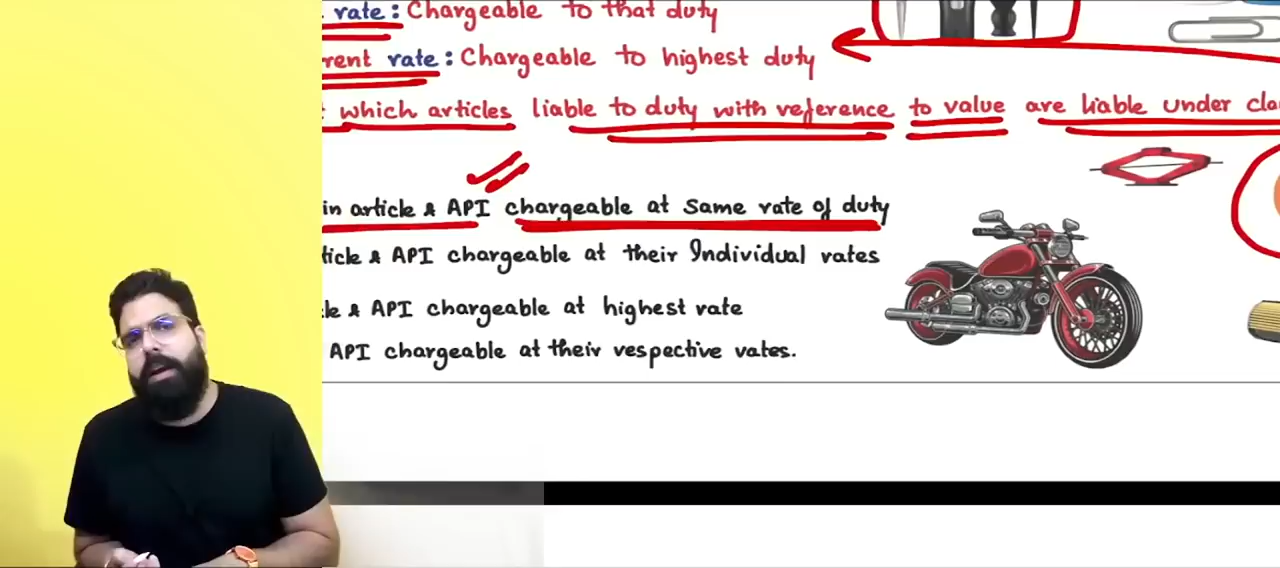 rate: Chargeable to that duty
rent rate: Chargeable to highest duty
which articles liable to duty with reference to value are liable under cla
in article & API chargeable at same rate of duty
ticle & API chargeable at their Individual rates
le & API chargeable at highest rate
API chargeable at their respective rates.